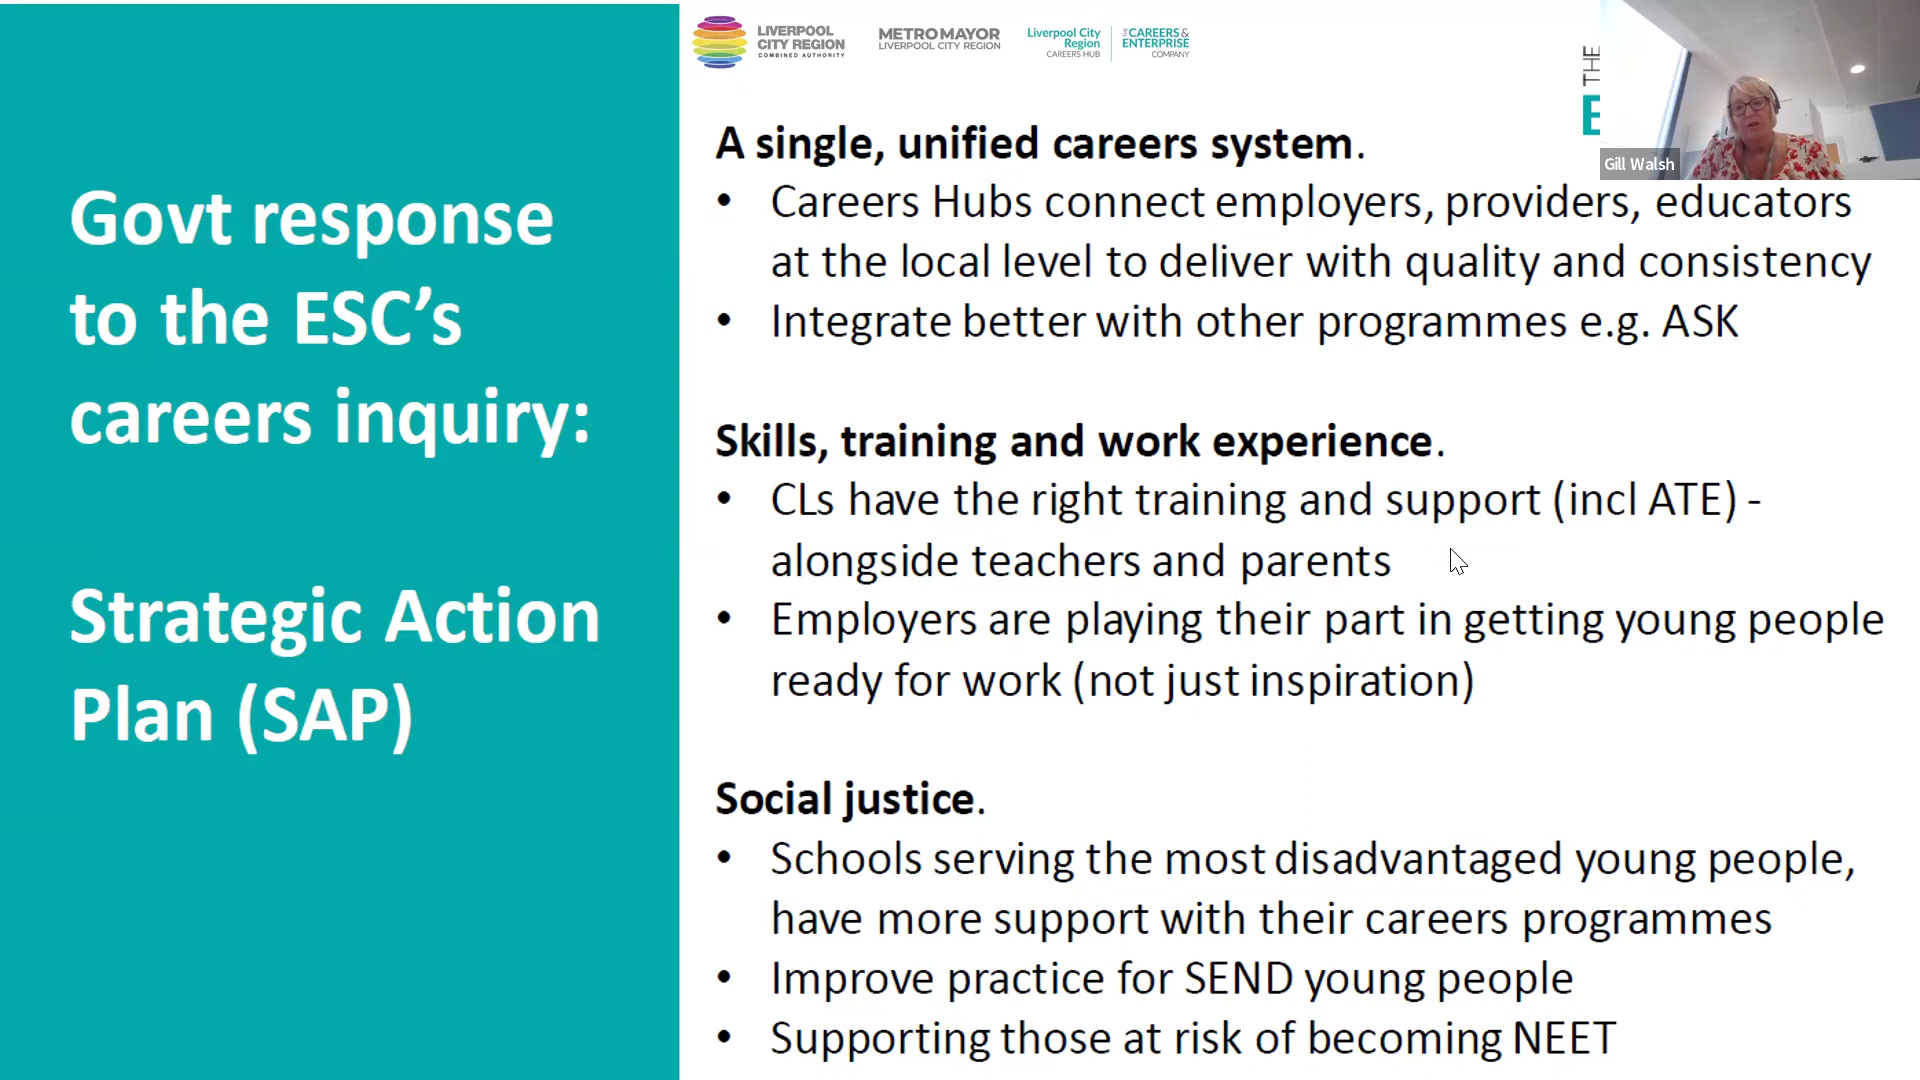 LIVERPOOL
CITY REGION
COMBINED AUTHORITY
METRO MAYOR
LIVERPOOL CITY REGION
Liverpool City
Region
CAREERS HUB
THE CAREERS &
ENTERPRISE
COMPANY
THE
E
Gill Walsh
Govt response
to the ESC’s
careers inquiry:
Strategic Action
Plan (SAP)
A single, unified careers system.
• Careers Hubs connect employers, providers, educators
at the local level to deliver with quality and consistency
• Integrate better with other programmes e.g. ASK
Skills, training and work experience.
• CLs have the right training and support (incl ATE) -
alongside teachers and parents
• Employers are playing their part in getting young people
ready for work (not just inspiration)
Social justice.
• Schools serving the most disadvantaged young people,
have more support with their careers programmes
• Improve practice for SEND young people
• Supporting those at risk of becoming NEET